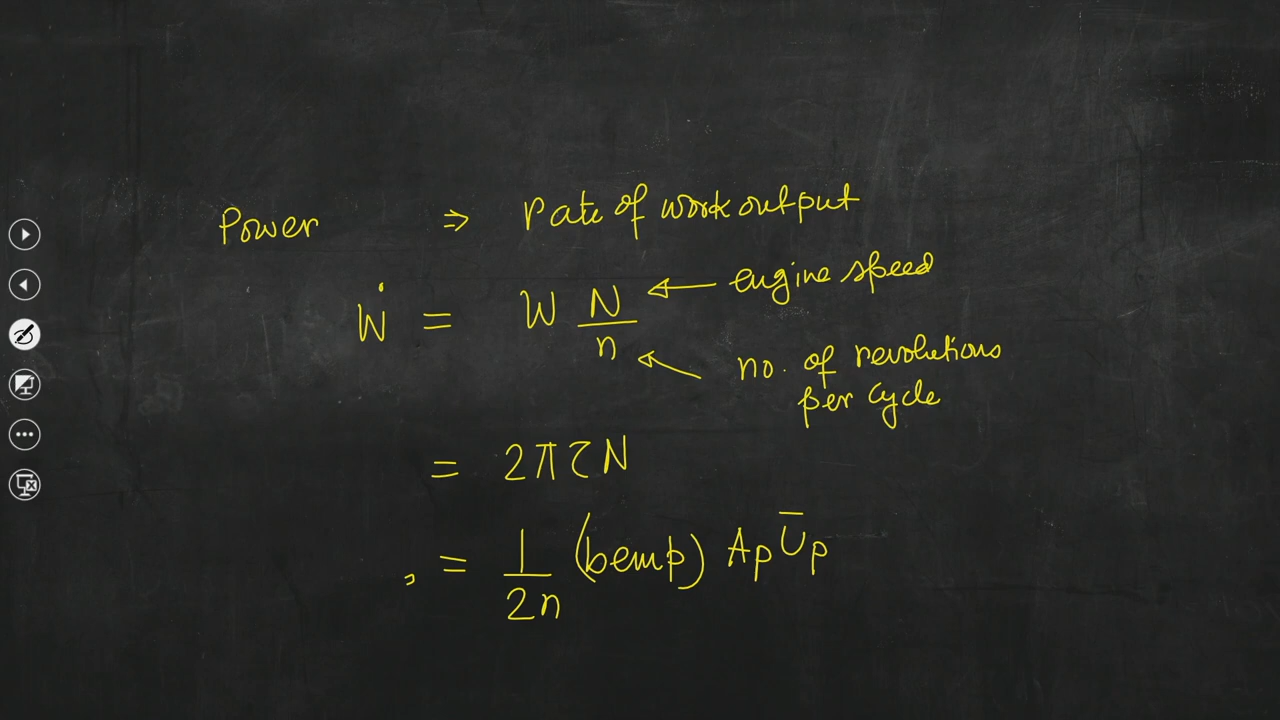 Power ⇒ Rate of work output
Ẇ = W N/n ← engine speed
← no. of revolutions
per cycle
= 2πτN
, = 1/2n (bemp) Ap Ūp